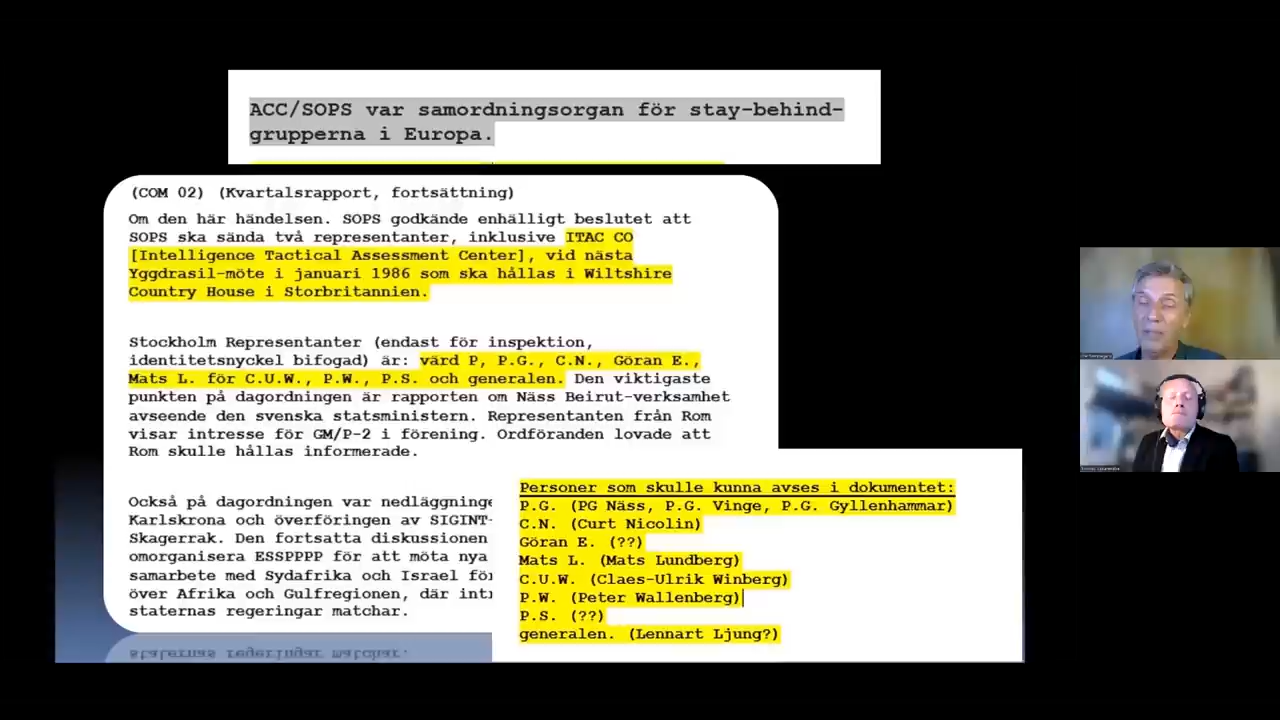 ACC/SOPS var samordningsorgan för stay-behind-
grupperna i Europa.
(COM 02) (Kvartalsrapport, fortsättning)
Om den här händelsen. SOPS godkände enhälligt beslutet att
SOPS ska sända två representanter, inklusive ITAC CO
[Intelligence Tactical Assessment Center], vid nästa
Yggdrasil-möte i januari 1986 som ska hållas i Wiltshire
Country House i Storbritannien.
Stockholm Representanter (endast för inspektion,
identitetsnyckel bifogad) är: värd P, P.G., C.N., Göran E.,
Mats L. för C.U.W., P.W., P.S. och generalen. Den viktigaste
punkten på dagordningen är rapporten om Näss Beirut-verksamhet
avseende den svenska statsministern. Representanten från Rom
visar intresse för GM/P-2 i förening. Ordföranden lovade att
Rom skulle hållas informerade.
Också på dagordningen var nedläggninge
Karlskrona och överföringen av SIGINT-
Skagerrak. Den fortsatta diskussionen
omorganisera ESSPPPP för att möta nya
samarbete med Sydafrika och Israel för
över Afrika och Gulfregionen, där intr
staternas regeringar matchar.
Personer som skulle kunna avses i dokumentet:
P.G. (PG Näss, P.G. Vinge, P.G. Gyllenhammar)
C.N. (Curt Nicolin)
Göran E. (??)
Mats L. (Mats Lundberg)
C.U.W. (Claes-Ulrik Winberg)
P.W. (Peter Wallenberg)
P.S. (??)
generalen. (Lennart Ljung?)